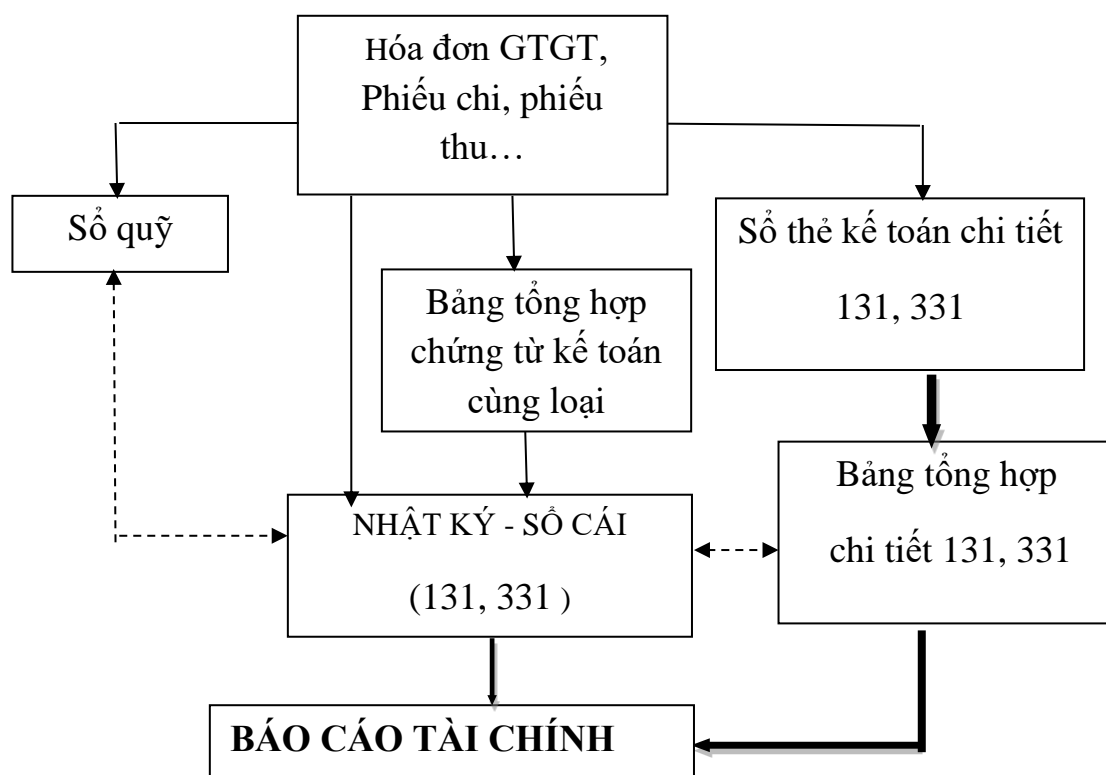 Hóa đơn GTGT,
Phiếu chi, phiếu
thu…
Sổ quỹ
Sổ thẻ kế toán chi tiết
131, 331
Bảng tổng hợp
chứng từ kế toán
cùng loại
Bảng tổng hợp
chi tiết 131, 331
NHẬT KÝ - SỔ CÁI
(131, 331 )
BÁO CÁO TÀI CHÍNH